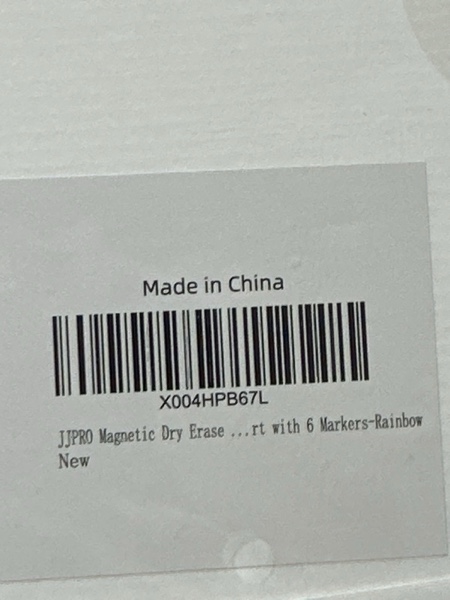 Made in China
X004HPB67L
JJPRO Magnetic Dry Erase ...rt with 6 Markers-Rainbow
New